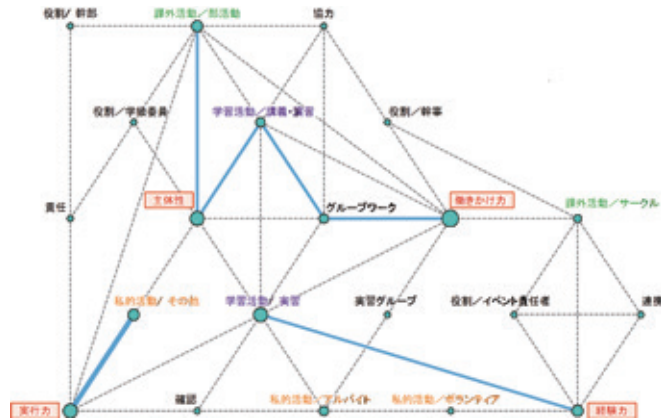 役割/ 幹部
課外活動／部活動
協力
役割／学級委員
学習活動／講義・演習
役割／幹事
責任
主体性
グループワーク
働きかけ力
課外活動／サークル
私的活動/ その他
学習活動/ 実習
実習グループ
役割／イベント責任者
連携
実行力
確認
私的活動／アルバイト
私的活動／ボランティア
経験力